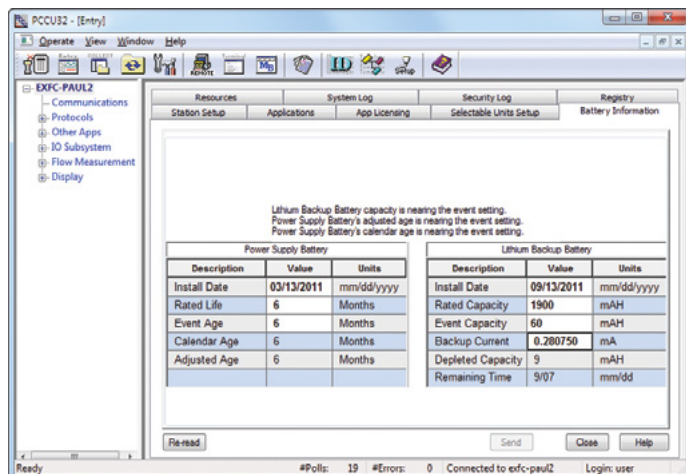 PCCU32 - [Entry]
Operate View Window Help
REMOTE Terminal MB ID setup
EXFC-PAUL2
Communications
Protocols
Other Apps
IO Subsystem
Flow Measurement
Display
Resources System Log Security Log Registry
Station Setup Applications App Licensing Selectable Units Setup Battery Information
Lithium Backup Battery capacity is nearing the event setting.
Power Supply Battery's adjusted age is nearing the event setting.
Power Supply Battery's calendar age is nearing the event setting.
Power Supply Battery
Description Value Units
Install Date 03/13/2011 mm/dd/yyyy
Rated Life 6 Months
Event Age 6 Months
Calendar Age 6 Months
Adjusted Age 6 Months
Lithium Backup Battery
Description Value Units
Install Date 09/13/2011 mm/dd/yyyy
Rated Capacity 1900 mAH
Event Capacity 60 mAH
Backup Current 0.280750 mA
Depleted Capacity 9 mAH
Remaining Time 9/07 mm/dd
Re-read Send Close Help
Ready #Polls: 19 #Errors: 0 Connected to exfc-paul2 Login: user